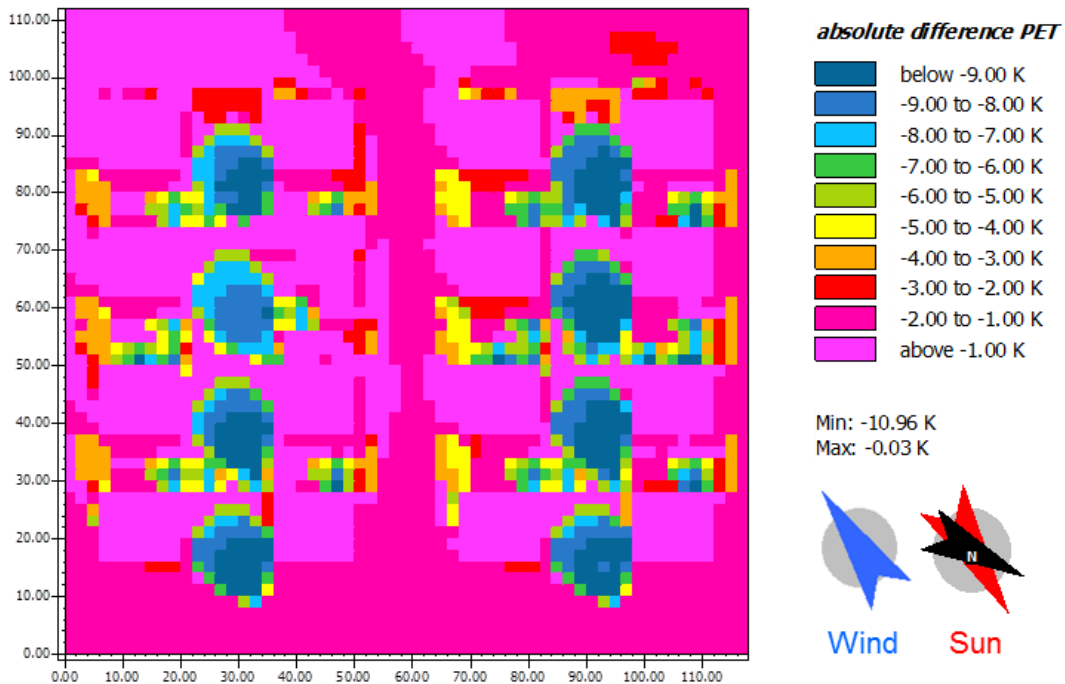 absolute difference PET
below -9.00 K
-9.00 to -8.00 K
-8.00 to -7.00 K
-7.00 to -6.00 K
-6.00 to -5.00 K
-5.00 to -4.00 K
-4.00 to -3.00 K
-3.00 to -2.00 K
-2.00 to -1.00 K
above -1.00 K
Min: -10.96 K
Max: -0.03 K
N
Wind
Sun
110.00
100.00
90.00
80.00
70.00
60.00
50.00
40.00
30.00
20.00
10.00
0.00
0.00 10.00 20.00 30.00 40.00 50.00 60.00 70.00 80.00 90.00 100.00 110.00